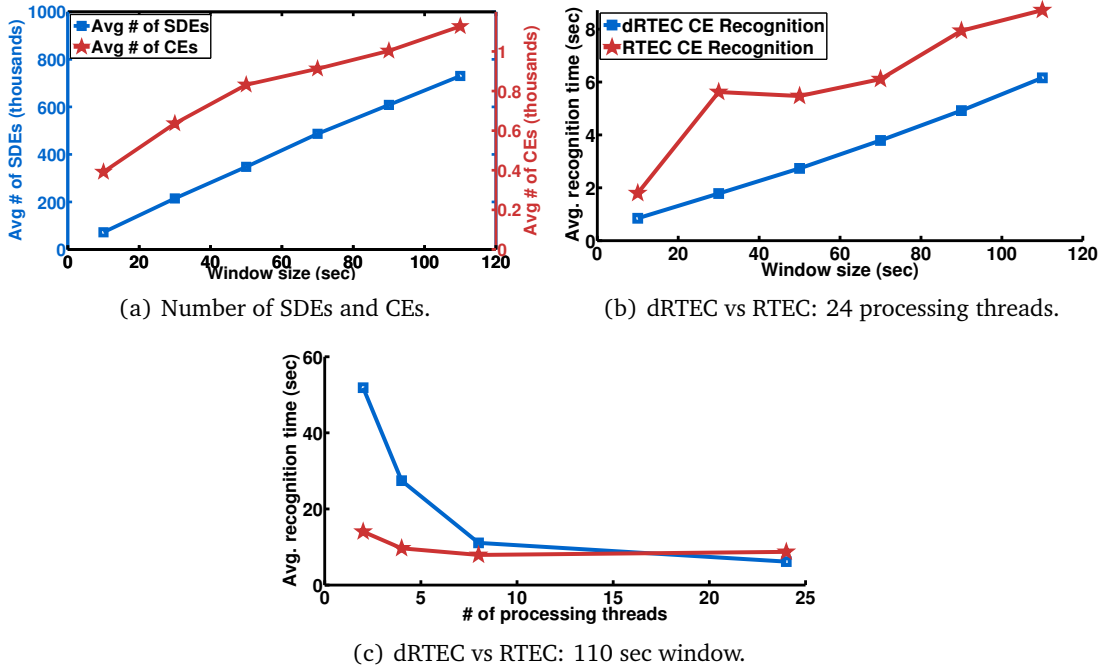 1000
800
600
400
200
0
Avg # of SDEs (thousands)
Avg # of SDEs
Avg # of CEs
1
0.8
0.6
0.4
0.2
0
Avg # of CEs (thousands)
0 20 40 60 80 100 120
Window size (sec)
(a) Number of SDEs and CEs.
8
6
4
2
0
Avg. recognition time (sec)
dRTEC CE Recognition
RTEC CE Recognition
0 20 40 60 80 100 120
Window size (sec)
(b) dRTEC vs RTEC: 24 processing threads.
60
40
20
0
Avg. recognition time (sec)
0 5 10 15 20 25
# of processing threads
(c) dRTEC vs RTEC: 110 sec window.